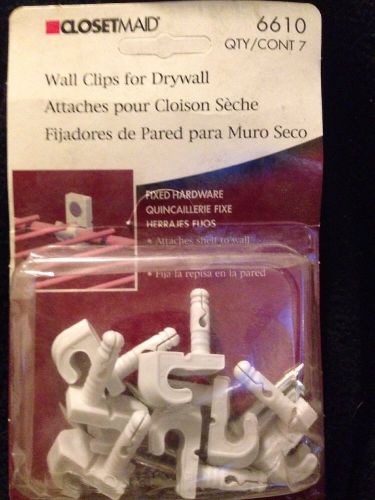 CLOSETMAID®
6610
QTY/CONT 7
Wall Clips for Drywall
Attaches pour Cloison Sèche
Fijadores de Pared para Muro Seco
FIXED HARDWARE
QUINCAILLERIE FIXE
HERRAJES FIJOS
• Attaches shelf to wall
• Fija la repisa en la pared